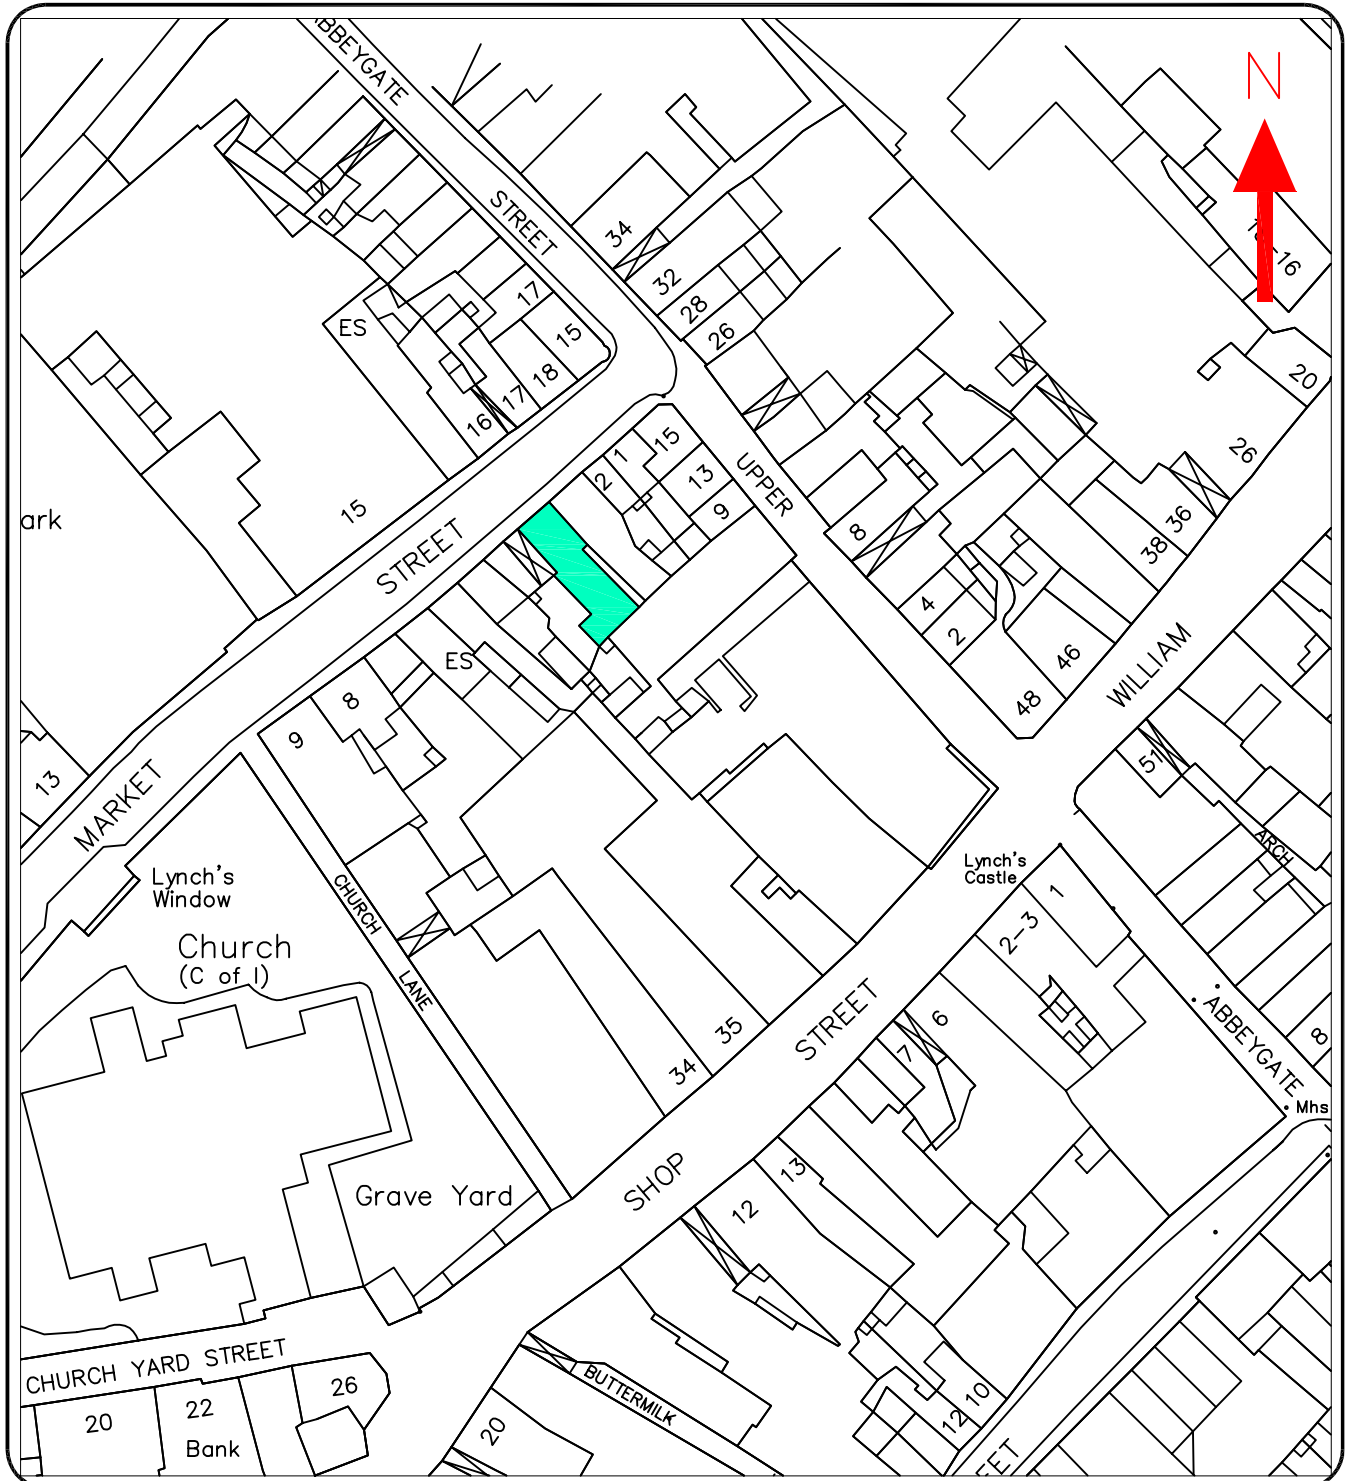 ABBEYGATE
STREET
N
34
32
28
26
17
15
ES
18
17
16
15
1
2
13
9
UPPER
20
26
36
38
8
4
2
46
48
WILLIAM
ark
15
STREET
ES
8
9
13
MARKET
51
ARCH
Lynch's
Castle
1
2-3
Lynch's
Window
CHURCH
LANE
Church
(C of I)
35
34
STREET
6
7
ABBEYGATE
8
Mhs
Grave Yard
SHOP
13
12
CHURCH YARD STREET
26
22
20
Bank
BUTTERMILK
20
10
12